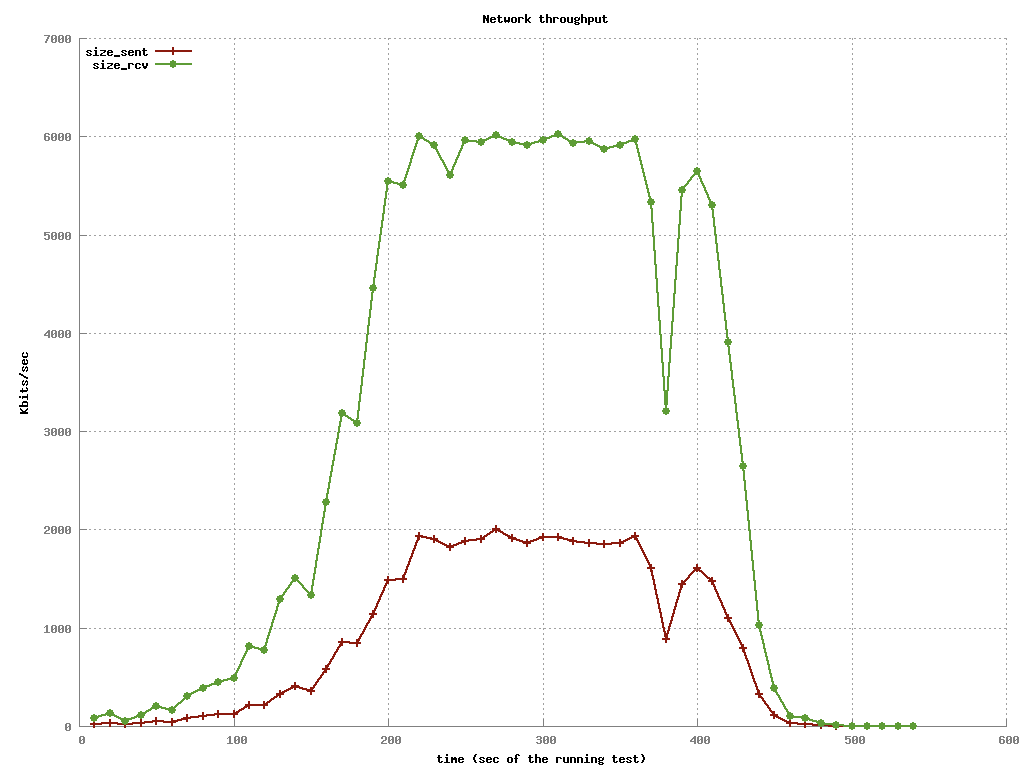 Network throughput
7000
size_sent
size_rcv
6000
5000
4000
Kbits/sec
3000
2000
1000
0
0 100 200 300 400 500 600
time (sec of the running test)